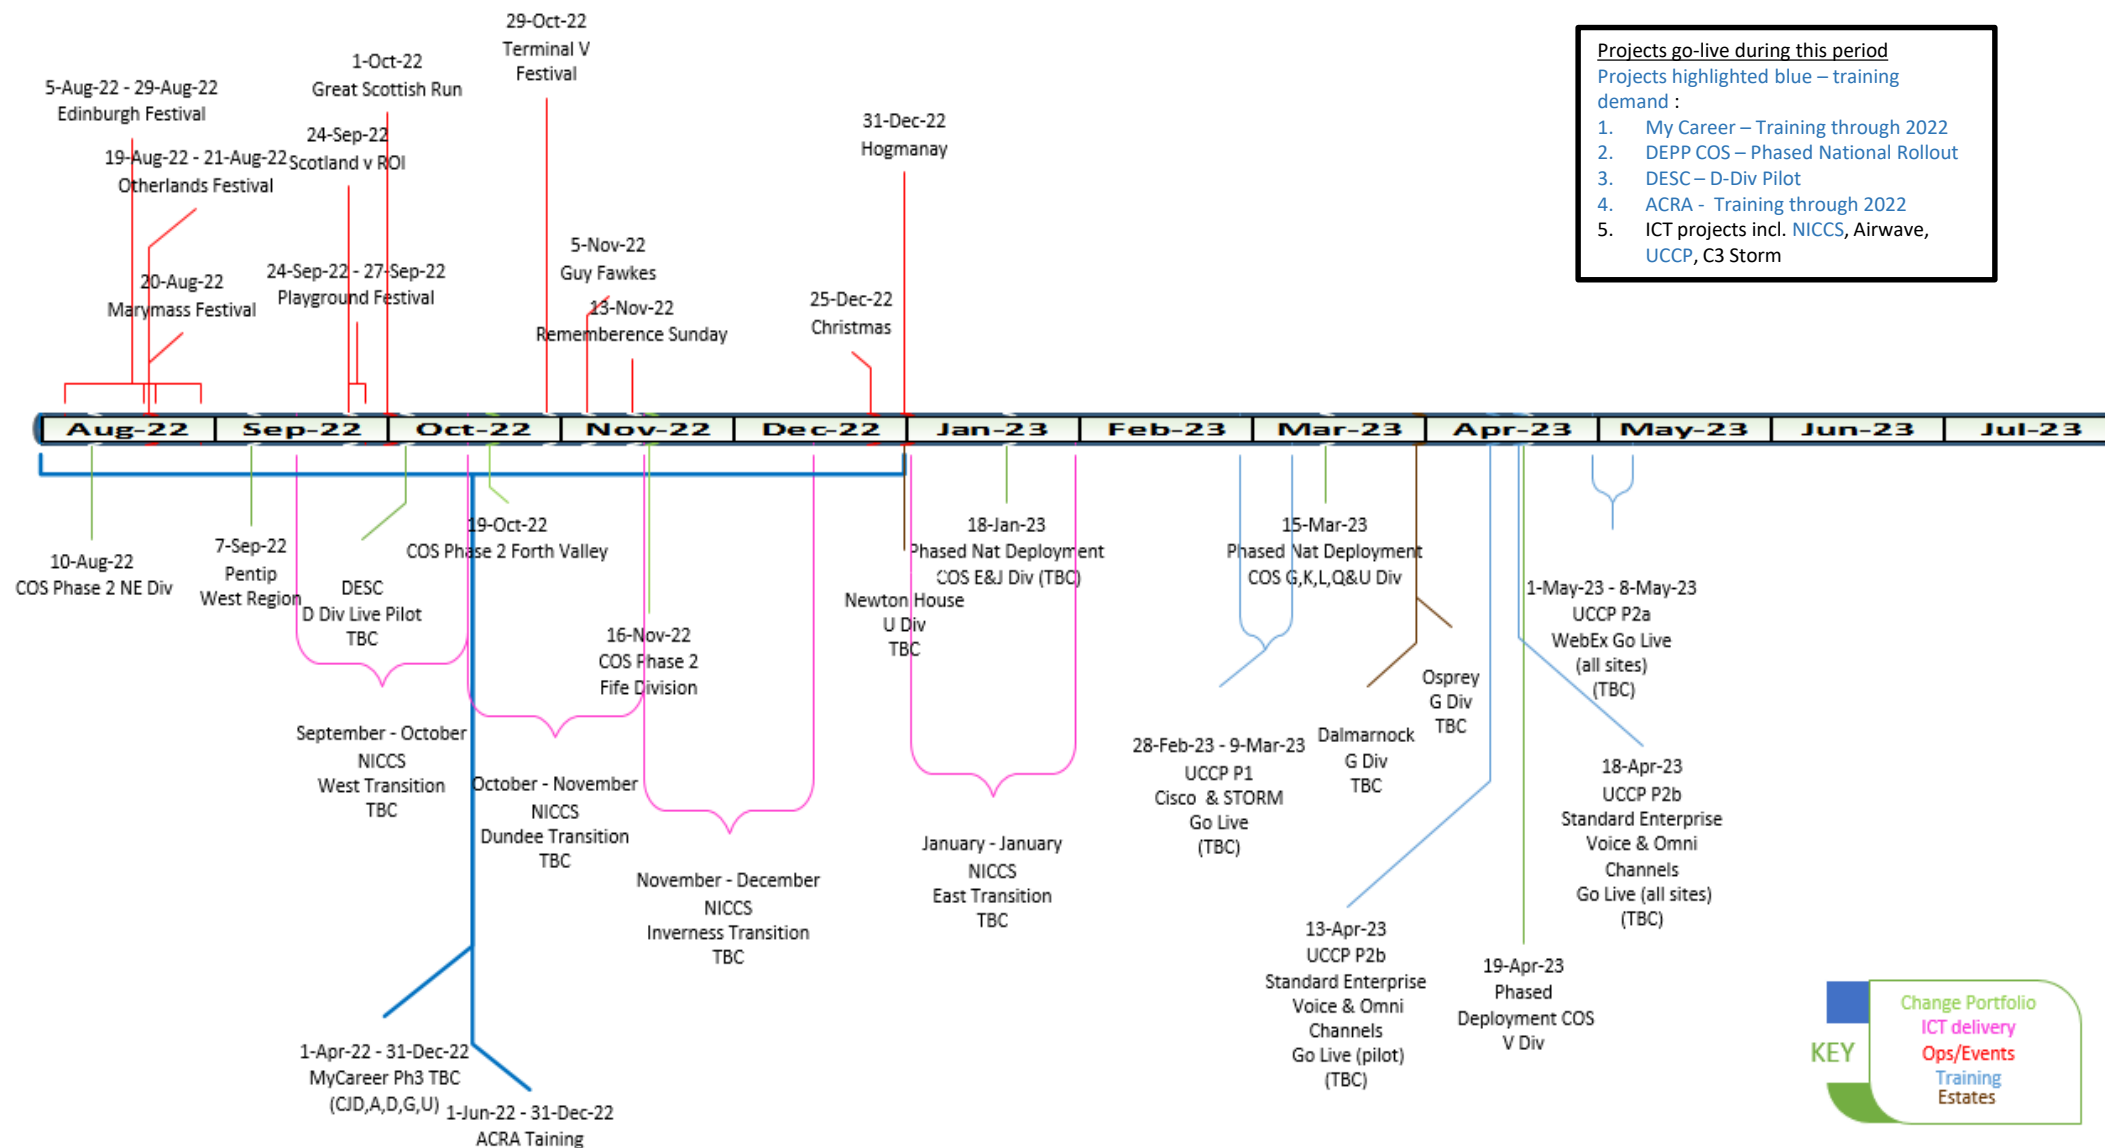 29-Oct-22
Terminal V
Festival
1-Oct-22
Great Scottish Run
5-Aug-22 - 29-Aug-22
Edinburgh Festival
24-Sep-22
Scotland v ROI
19-Aug-22 - 21-Aug-22
Otherlands Festival
31-Dec-22
Hogmanay
5-Nov-22
Guy Fawkes
24-Sep-22 - 27-Sep-22
Playground Festival
20-Aug-22
Marymass Festival
13-Nov-22
Rememberence Sunday
25-Dec-22
Christmas
Projects go-live during this period
Projects highlighted blue – training
demand :
1. My Career – Training through 2022
2. DEPP COS – Phased National Rollout
3. DESC – D-Div Pilot
4. ACRA - Training through 2022
5. ICT projects incl. NICCS, Airwave,
UCCP, C3 Storm
Aug-22 Sep-22 Oct-22 Nov-22 Dec-22 Jan-23 Feb-23 Mar-23 Apr-23 May-23 Jun-23 Jul-23
10-Aug-22
COS Phase 2 NE Div
7-Sep-22
Pentip
West Region
DESC
D Div Live Pilot
TBC
19-Oct-22
COS Phase 2 Forth Valley
16-Nov-22
COS Phase 2
Fife Division
Newton House
U Div
TBC
18-Jan-23
Phased Nat Deployment
COS E&J Div (TBC)
15-Mar-23
Phased Nat Deployment
COS G,K,L,Q&U Div
1-May-23 - 8-May-23
UCCP P2a
WebEx Go Live
(all sites)
(TBC)
September - October
NICCS
West Transition
TBC
October - November
NICCS
Dundee Transition
TBC
November - December
NICCS
Inverness Transition
TBC
January - January
NICCS
East Transition
TBC
28-Feb-23 - 9-Mar-23
UCCP P1
Cisco & STORM
Go Live
(TBC)
Dalmarnock
G Div
TBC
Osprey
G Div
TBC
18-Apr-23
UCCP P2b
Standard Enterprise
Voice & Omni
Channels
Go Live (all sites)
(TBC)
13-Apr-23
UCCP P2b
Standard Enterprise
Voice & Omni
Channels
Go Live (pilot)
(TBC)
19-Apr-23
Phased
Deployment COS
V Div
1-Apr-22 - 31-Dec-22
MyCareer Ph3 TBC
(CJD,A,D,G,U)
1-Jun-22 - 31-Dec-22
ACRA Taining
KEY
Change Portfolio
ICT delivery
Ops/Events
Training
Estates